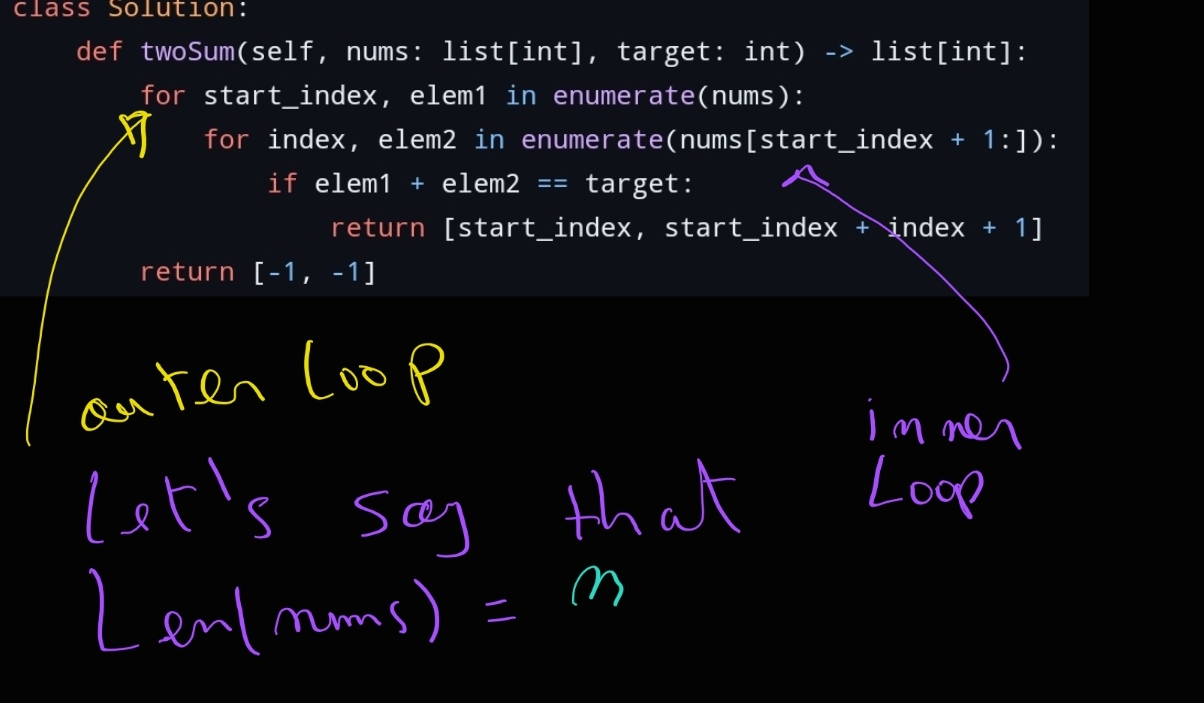 class Solution:
    def twoSum(self, nums: list[int], target: int) -> list[int]:
        for start_index, elem1 in enumerate(nums):
            for index, elem2 in enumerate(nums[start_index + 1:]):
                if elem1 + elem2 == target:
                    return [start_index, start_index + index + 1]
        return [-1, -1]
outer loop
inner
Loop
Let's say that
Len(nums) = n